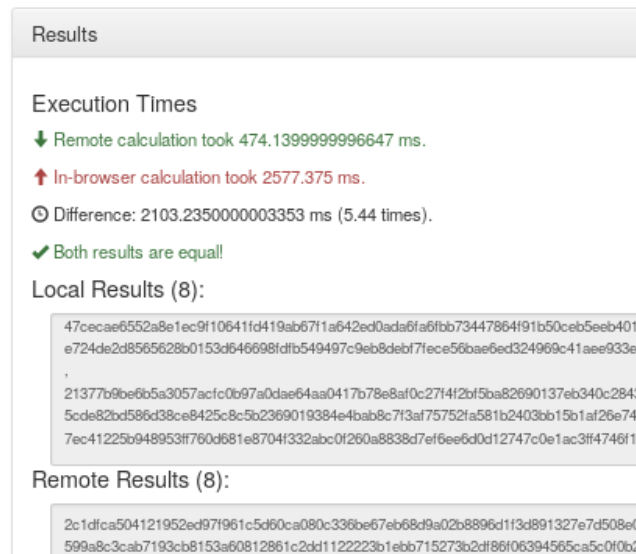 Results
Execution Times
Remote calculation took 474.1399999996647 ms.
In-browser calculation took 2577.375 ms.
Difference: 2103.2350000003353 ms (5.44 times).
Both results are equal!
Local Results (8):
47cecae6552a8e1ec9f10641fd419ab67f1a642ed0ada6fa6fbb73447864f91b50ceb5eeb401
e724de2d8565628b0153d646698fdfb549497c9eb8debf7fece56bae6ed324969c41aee933e
,
21377b9be6b5a3057acfc0b97a0dae64aa0417b78e8af0c27f4f2bf5ba82690137eb340c284
5cde82bd586d38ce8425c8c5b2369019384e4bab8c7f3af75752fa581b2403bb15b1af26e74
7ec41225b948953ff760d681e8704f332abc0f260a8838d7ef6ee6d0d12747c0e1ac3ff4746f1
Remote Results (8):
2c1dfca504121952ed97f961c5d60ca080c336be67eb68d9a02b8896d1f3d891327e7d508e
599a8c3cab7193cb8153a60812861c2dd1122223b1ebb715273b2df86f06394565ca5c0f0b